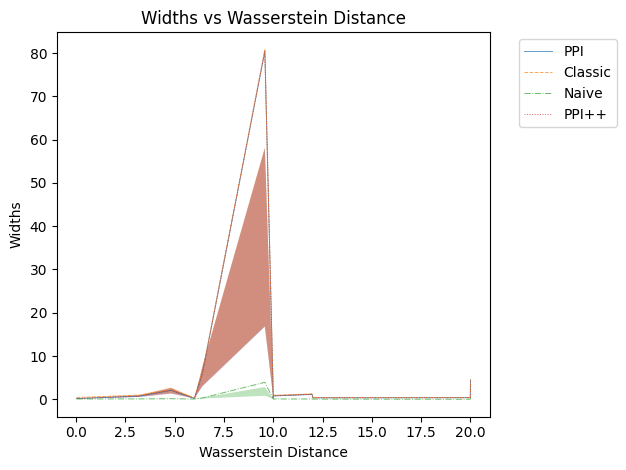 Widths vs Wasserstein Distance
PPI
Classic
Naive
PPI++
80
70
60
50
40
30
20
10
0
Widths
0.0 2.5 5.0 7.5 10.0 12.5 15.0 17.5 20.0
Wasserstein Distance